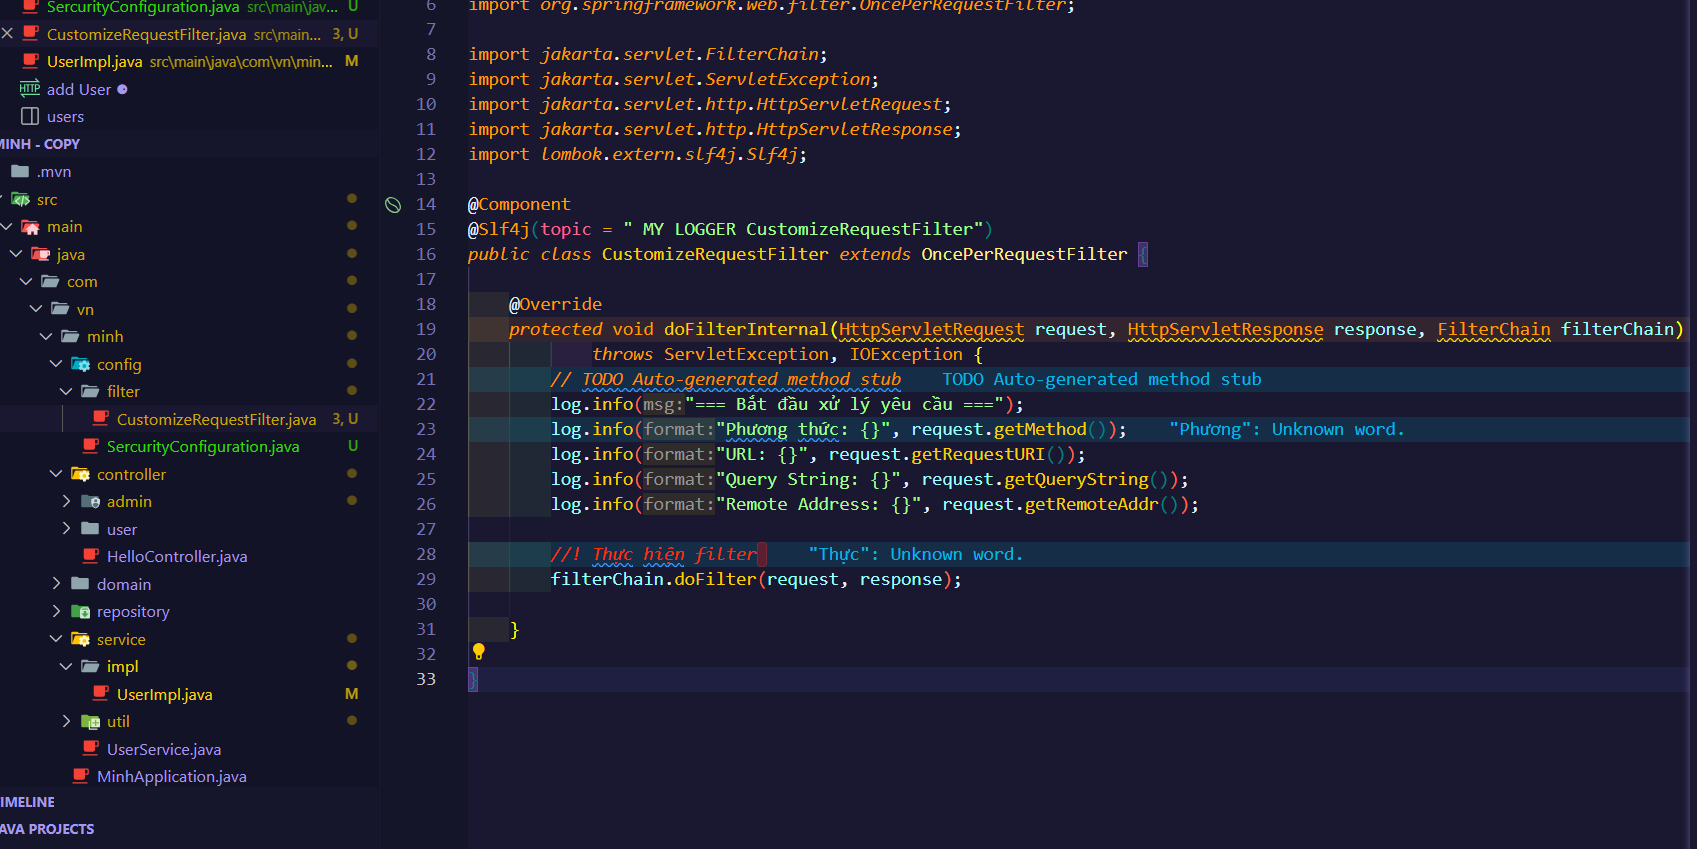 SercurityConfiguration.java src\main\jav... U
CustomizeRequestFilter.java src\main... 3, U
UserImpl.java src\main\java\com\vn\min... M
HTTP add User
users
MINH - COPY
.mvn
src
main
java
com
vn
minh
config
filter
CustomizeRequestFilter.java 3, U
SercurityConfiguration.java U
controller
admin
user
HelloController.java
domain
repository
service
impl
UserImpl.java M
util
UserService.java
MinhApplication.java
IMELINE
AVA PROJECTS
6 import org.springframework.web.filter.OncePerRequestFilter;
7
8 import jakarta.servlet.FilterChain;
9 import jakarta.servlet.ServletException;
10 import jakarta.servlet.http.HttpServletRequest;
11 import jakarta.servlet.http.HttpServletResponse;
12 import lombok.extern.slf4j.Slf4j;
13
14 @Component
15 @Slf4j(topic = " MY LOGGER CustomizeRequestFilter")
16 public class CustomizeRequestFilter extends OncePerRequestFilter {
17
18 @Override
19 protected void doFilterInternal(HttpServletRequest request, HttpServletResponse response, FilterChain filterChain)
20 throws ServletException, IOException {
21 // TODO Auto-generated method stub TODO Auto-generated method stub
22 log.info(msg:"=== Bắt đầu xử lý yêu cầu ===");
23 log.info(format:"Phương thức: {}", request.getMethod()); "Phương": Unknown word.
24 log.info(format:"URL: {}", request.getRequestURI());
25 log.info(format:"Query String: {}", request.getQueryString());
26 log.info(format:"Remote Address: {}", request.getRemoteAddr());
27
28 //! Thực hiện filter "Thực": Unknown word.
29 filterChain.doFilter(request, response);
30
31 }
32
33 }